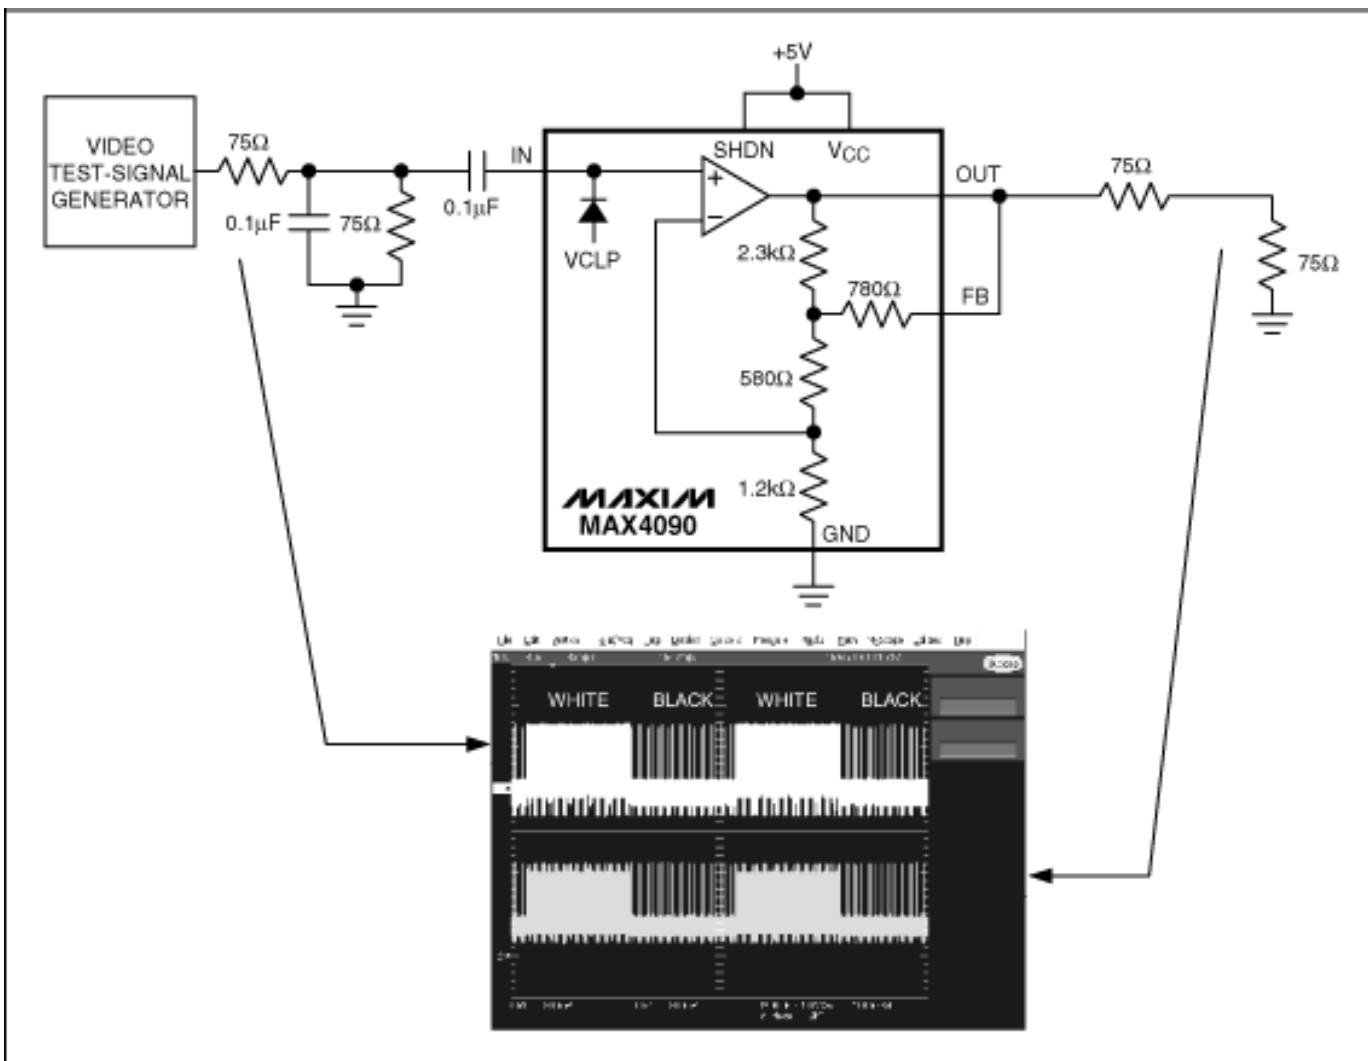 +5V
VIDEO
TEST-SIGNAL
GENERATOR
75Ω
0.1µF
75Ω
0.1µF
IN
SHDN
VCC
VCLP
OUT
75Ω
75Ω
2.3kΩ
780Ω
FB
580Ω
1.2kΩ
MAXIM
MAX4090
GND
WHITE
BLACK
WHITE
BLACK